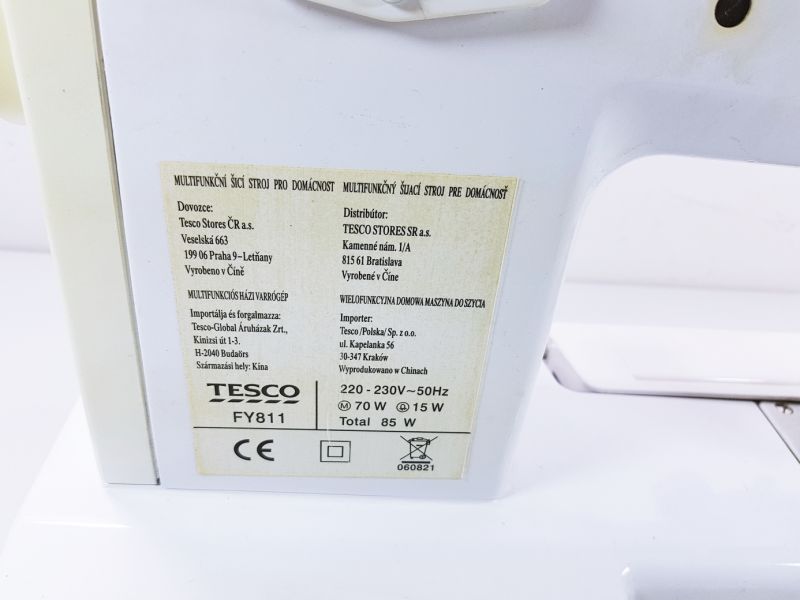 MULTIFUNKČNÍ ŠICÍ STROJ PRO DOMÁCNOST
Dovozce:
Tesco Stores ČR a.s.
Veselská 663
199 06 Praha 9–Letňany
Vyrobeno v Číně
MULTIFUNKČNÝ ŠIJACÍ STROJ PRE DOMÁCNOSŤ
Distribútor:
TESCO STORES SR a.s.
Kamenné nám. 1/A
815 61 Bratislava
Vyrobené v Číne
MULTIFUNKCIÓS HÁZI VARRÓGÉP
Importálja és forgalmazza:
Tesco-Global Áruházak Zrt.,
Kinizsi út 1-3.
H-2040 Budaörs
Származási hely: Kína
WIELOFUNKCYJNA DOMOWA MASZYNA DO SZYCIA
Importer:
Tesco /Polska/ Sp. z o.o.
ul. Kapelanka 56
30-347 Kraków
Wyprodukowano w Chinach
TESCO
FY811
220 - 230V~50Hz
M 70 W 15 W
Total 85 W
CE
060821